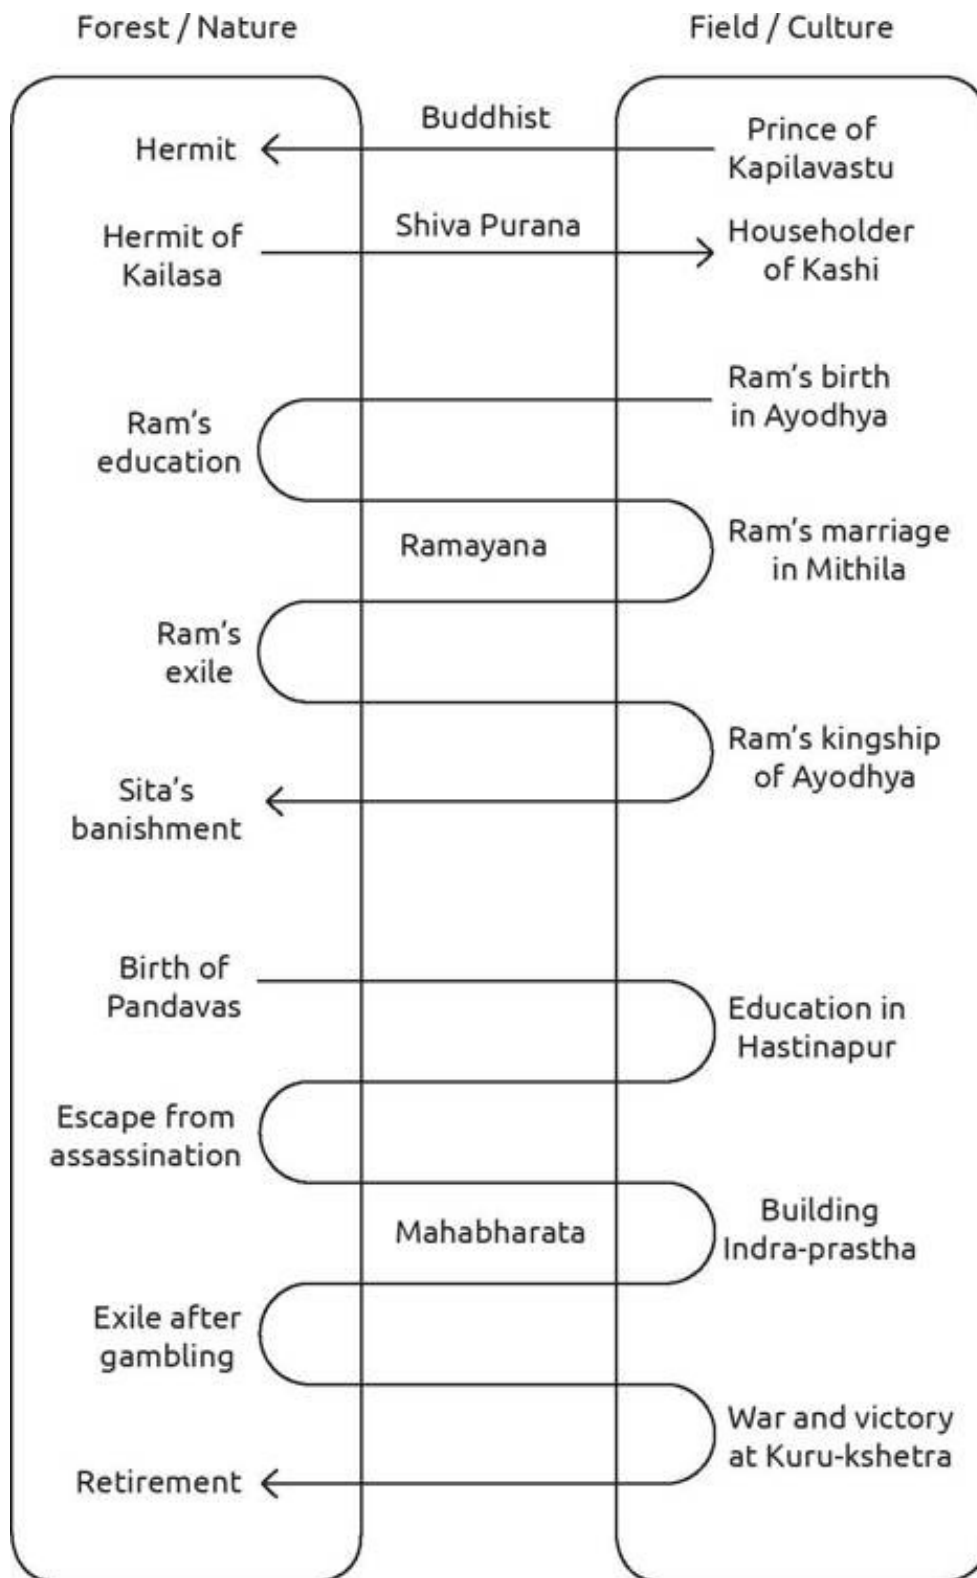 Forest / Nature
Field / Culture
Buddhist
Hermit
Prince of
Kapilavastu
Shiva Purana
Hermit of
Kailasa
Householder
of Kashi
Ram’s birth
in Ayodhya
Ram’s
education
Ramayana
Ram’s marriage
in Mithila
Ram’s
exile
Ram’s kingship
of Ayodhya
Sita’s
banishment
Birth of
Pandavas
Education in
Hastinapur
Escape from
assassination
Mahabharata
Building
Indra-prastha
Exile after
gambling
War and victory
at Kuru-kshetra
Retirement